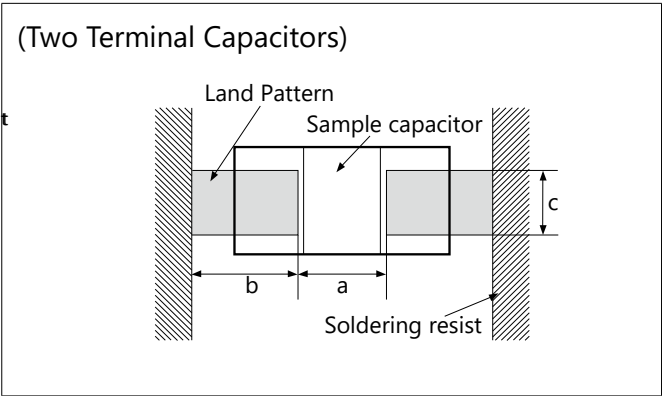 (Two Terminal Capacitors)
Land Pattern
t
Sample capacitor
c
b
a
Soldering resist